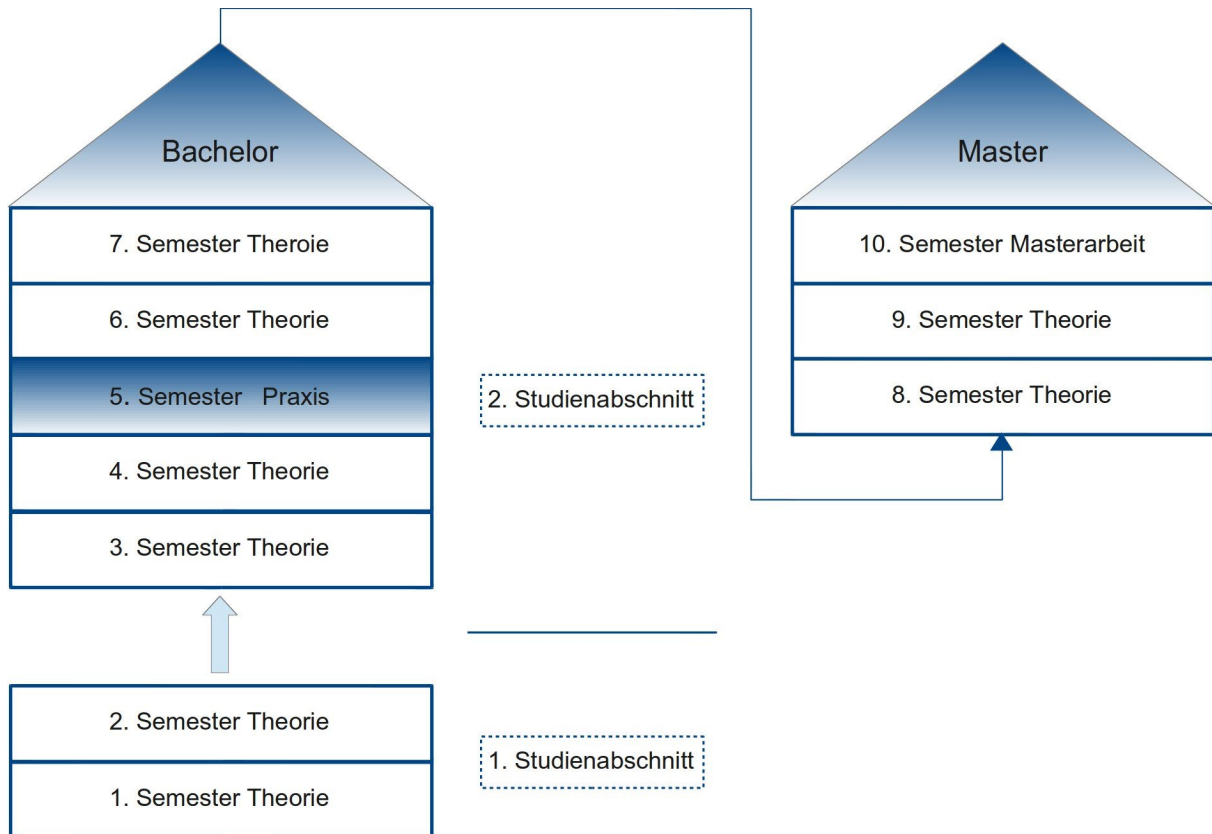 Bachelor
7. Semester Theroie
6. Semester Theorie
5. Semester Praxis
4. Semester Theorie
3. Semester Theorie
2. Semester Theorie
1. Semester Theorie
2. Studienabschnitt
1. Studienabschnitt
Master
10. Semester Masterarbeit
9. Semester Theorie
8. Semester Theorie